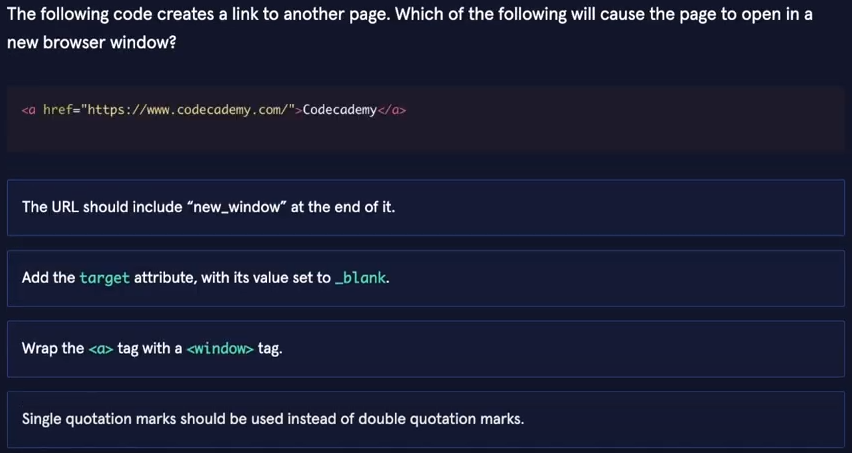 The following code creates a link to another page. Which of the following will cause the page to open in a
new browser window?
<a href="https://www.codecademy.com/">Codecademy</a>
The URL should include “new_window” at the end of it.
Add the target attribute, with its value set to _blank.
Wrap the <a> tag with a <window> tag.
Single quotation marks should be used instead of double quotation marks.